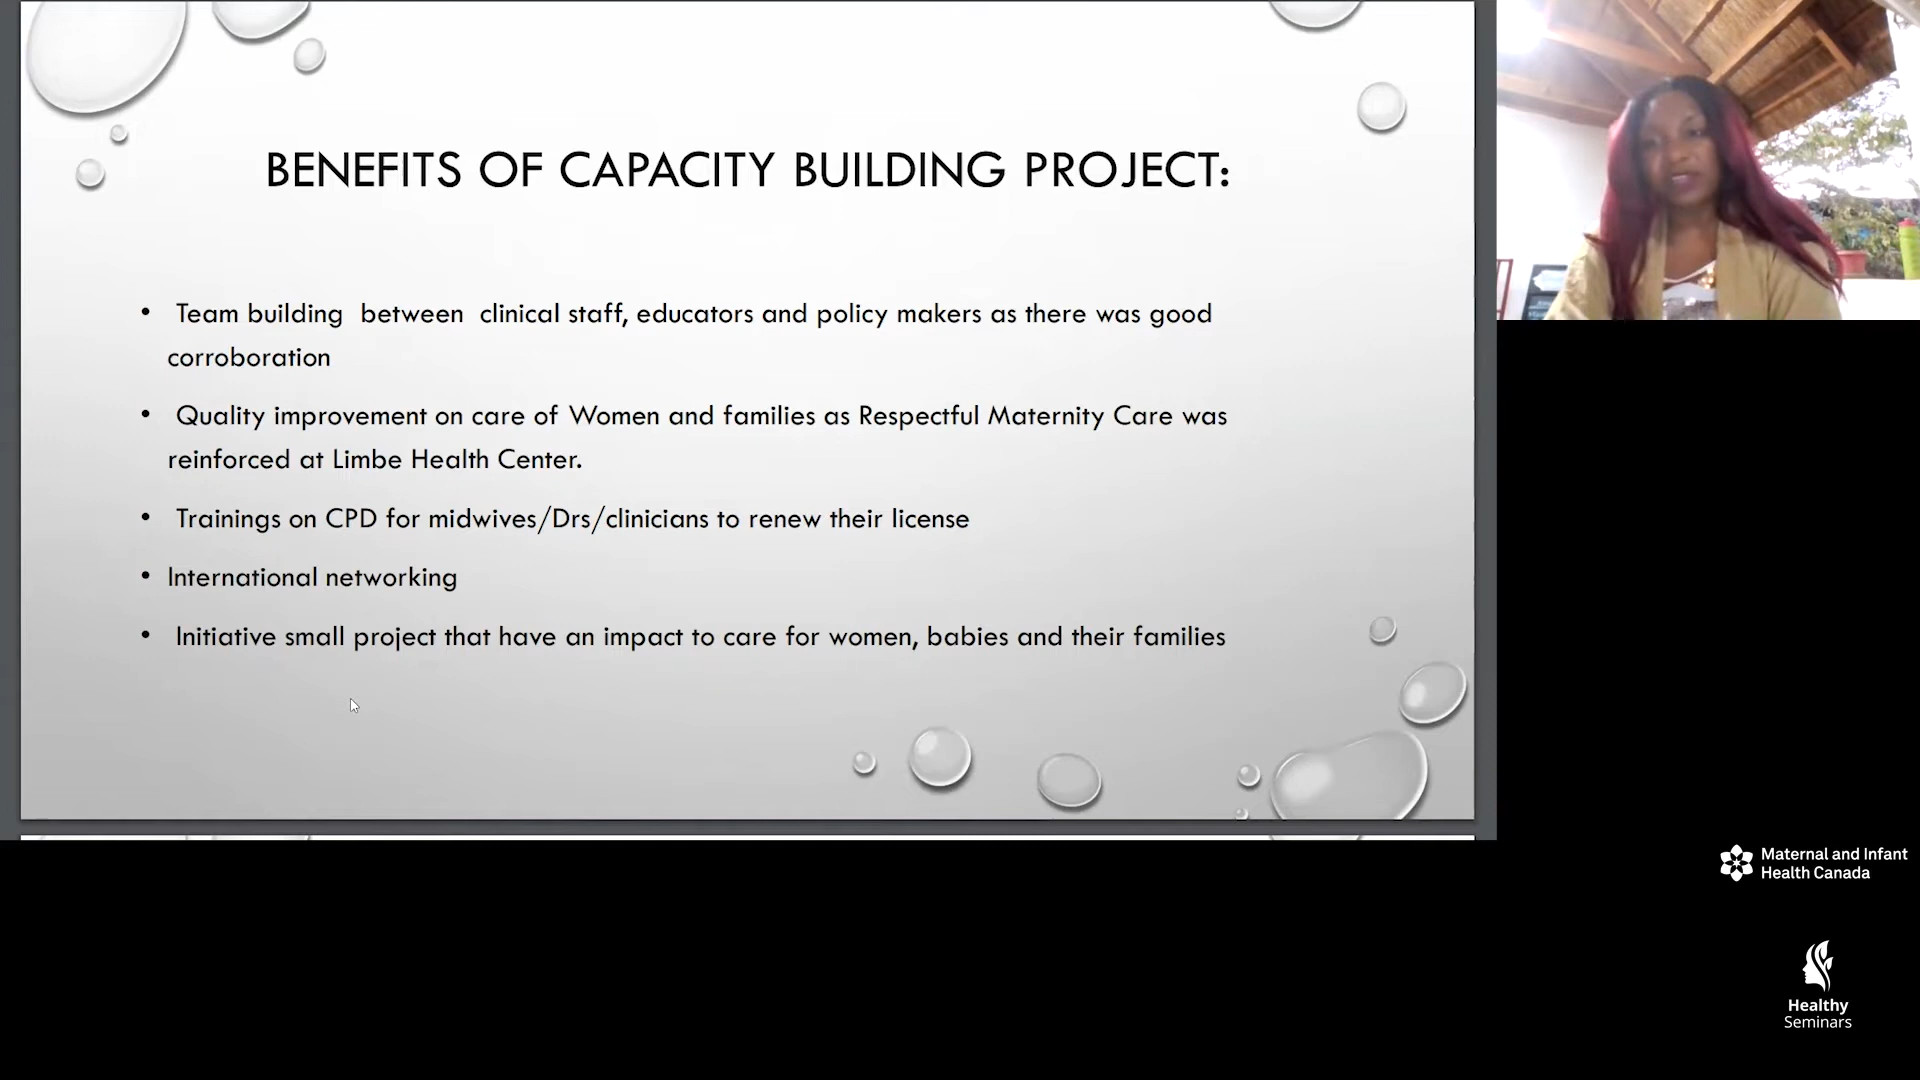 BENEFITS OF CAPACITY BUILDING PROJECT:
• Team building between clinical staff, educators and policy makers as there was good
corroboration
• Quality improvement on care of Women and families as Respectful Maternity Care was
reinforced at Limbe Health Center.
• Trainings on CPD for midwives/Drs/clinicians to renew their license
• International networking
• Initiative small project that have an impact to care for women, babies and their families
Maternal and Infant
Health Canada
Healthy
Seminars